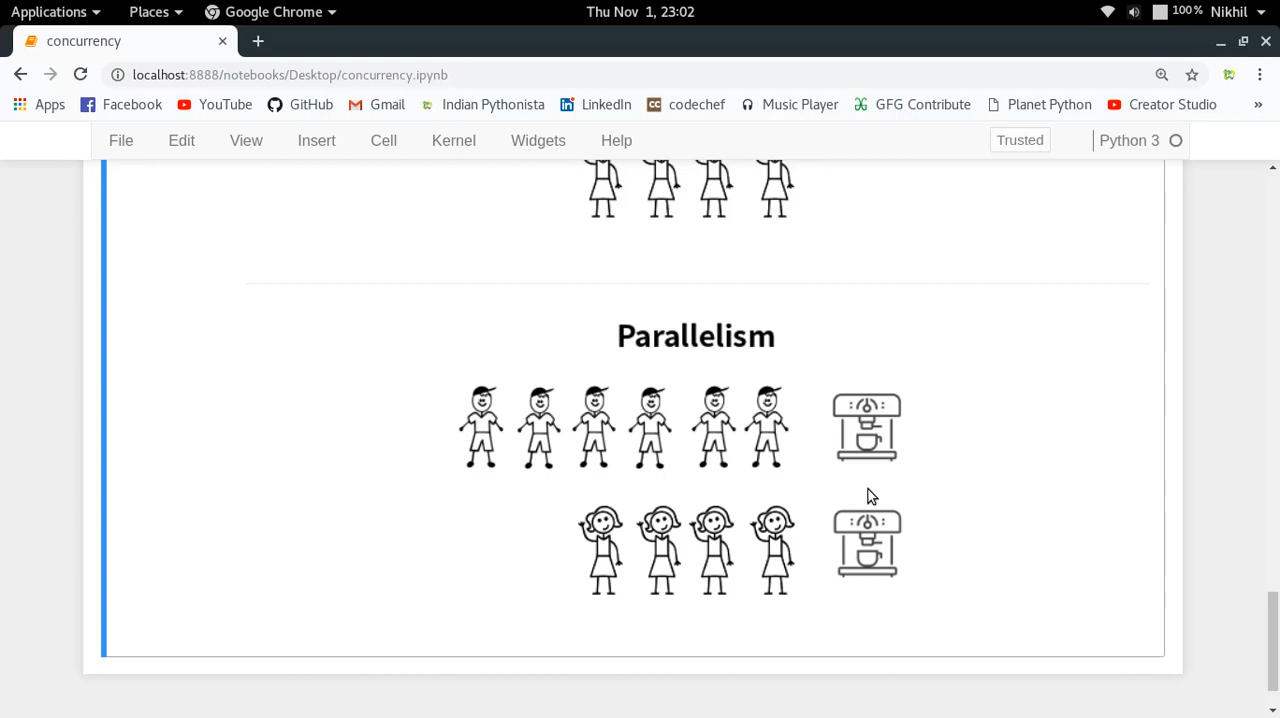 Applications Places Google Chrome Thu Nov 1, 23:02 100% Nikhil
concurrency
localhost:8888/notebooks/Desktop/concurrency.ipynb
Apps Facebook YouTube GitHub Gmail Indian Pythonista LinkedIn CC codechef Music Player GFG Contribute Planet Python Creator Studio »
File Edit View Insert Cell Kernel Widgets Help Trusted Python 3
Parallelism